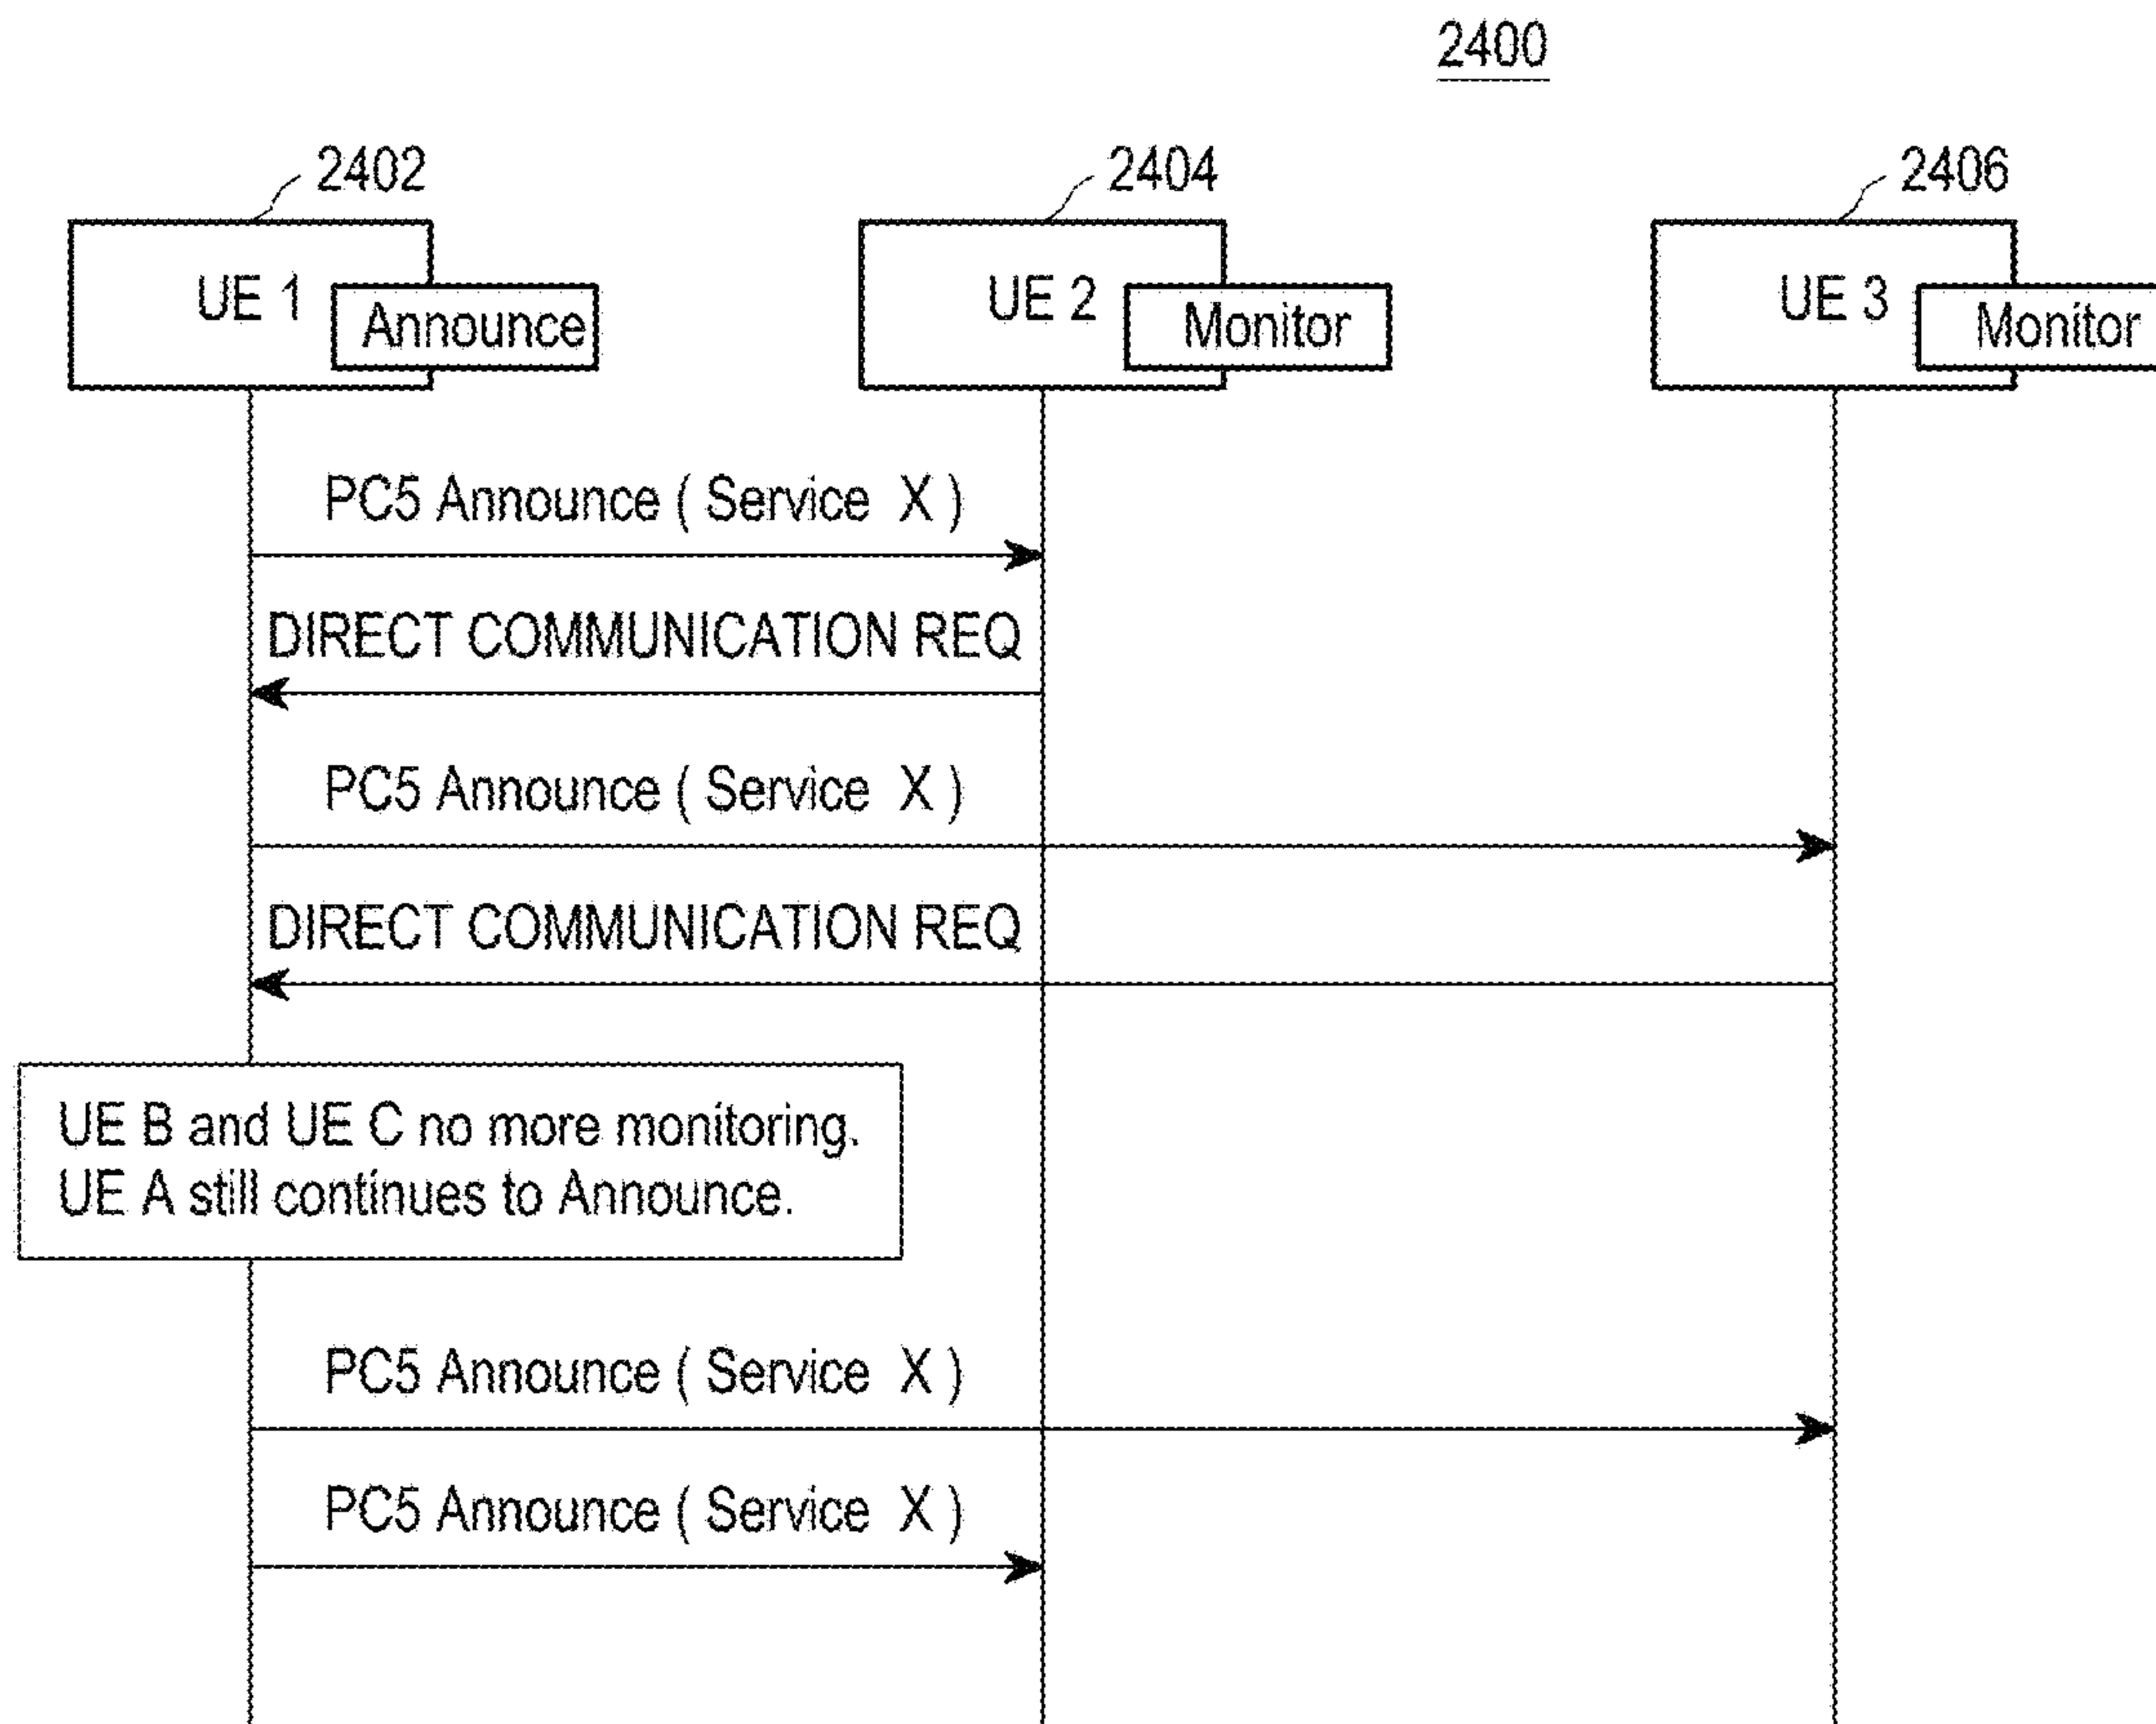 2400
2402
2404
2406
UE 1
Announce
UE 2
Monitor
UE 3
Monitor
PC5 Announce ( Service X )
DIRECT COMMUNICATION REQ
PC5 Announce ( Service X )
DIRECT COMMUNICATION REQ
UE B and UE C no more monitoring.
UE A still continues to Announce.
PC5 Announce ( Service X )
PC5 Announce ( Service X )